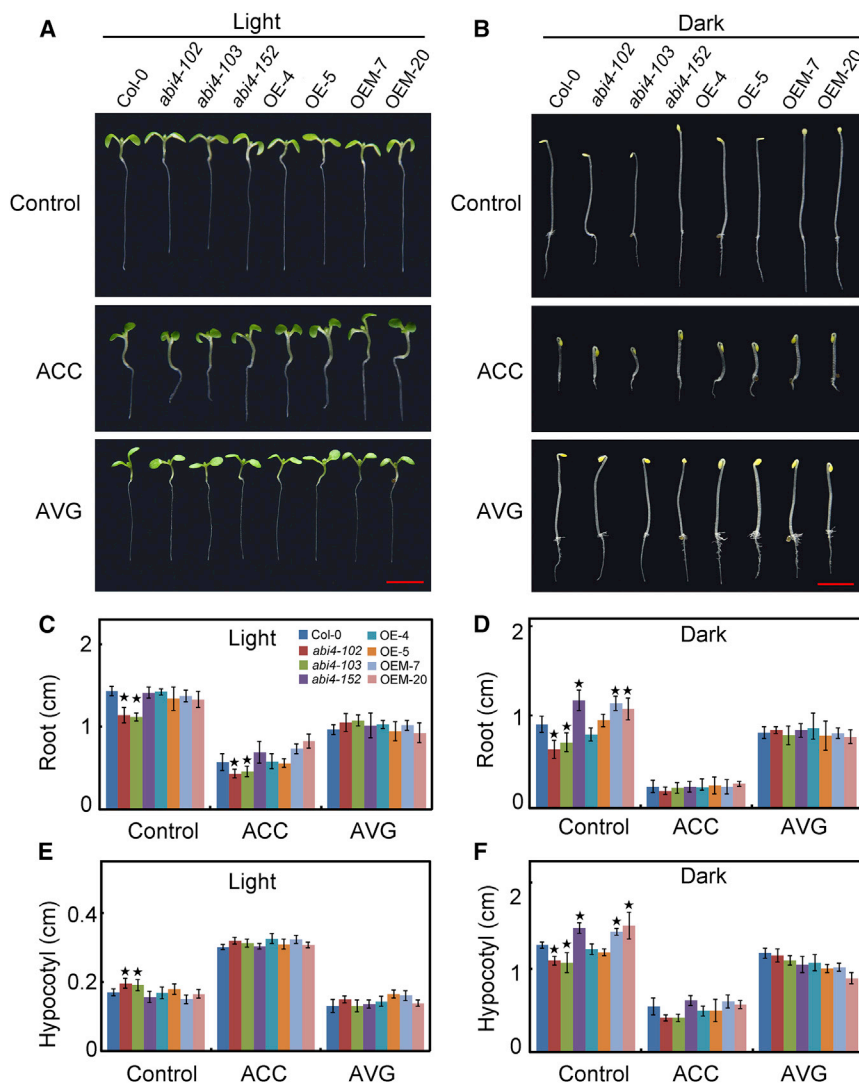 A
Light
Col-0
abi4-102
abi4-103
abi4-152
OE-4
OE-5
OEM-7
OEM-20
Control
ACC
AVG
B
Dark
Col-0
abi4-102
abi4-103
abi4-152
OE-4
OE-5
OEM-7
OEM-20
Control
ACC
AVG
C
Light
Col-0
abi4-102
abi4-103
abi4-152
OE-4
OE-5
OEM-7
OEM-20
Root (cm)
2
1
0
Control
ACC
AVG
D
Dark
Root (cm)
2
1
0
Control
ACC
AVG
E
Light
Hypocotyl (cm)
0.4
0.2
0
Control
ACC
AVG
F
Dark
Hypocotyl (cm)
2
1
0
Control
ACC
AVG